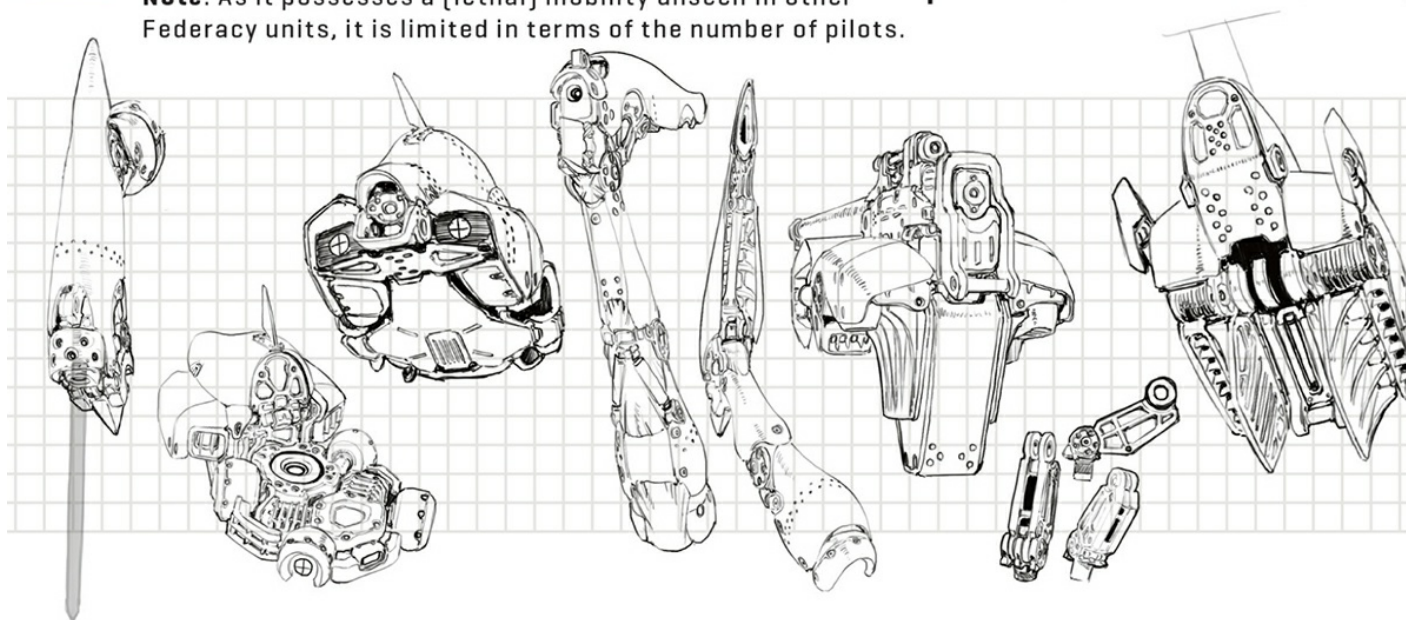 Note: As it possesses a (lethal) mobility unseen in other
Federacy units, it is limited in terms of the number of pilots.